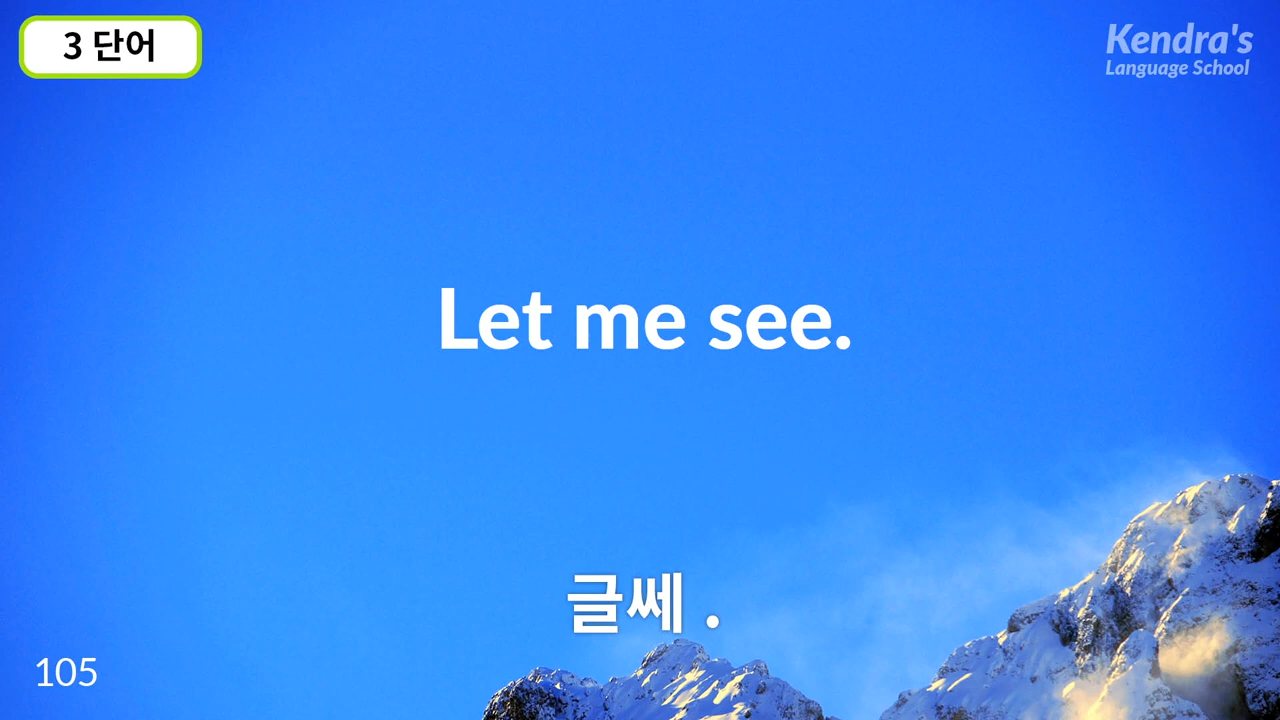 3 단어
Kendra's
Language School
Let me see.
글쎄 .
105